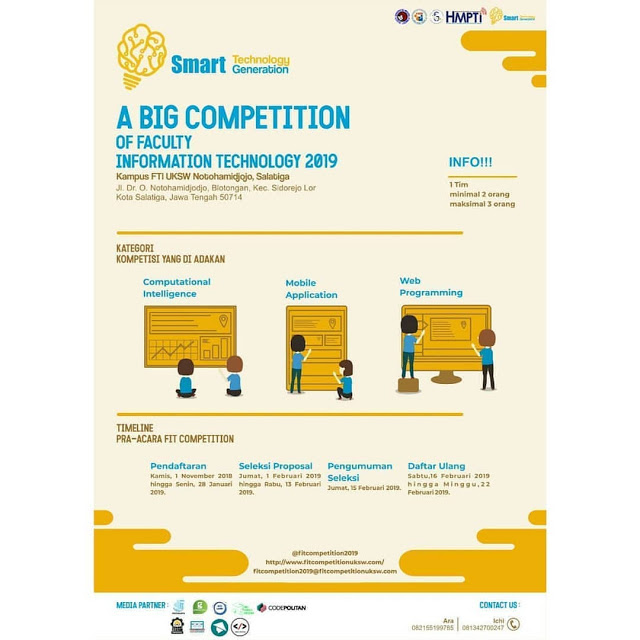 HMPTI
Smart Technology Generation
Smart Technology
Generation
A BIG COMPETITION
OF FACULTY
INFORMATION TECHNOLOGY 2019
Kampus FTI UKSW Notohamidjojo, Salatiga
Jl. Dr. O. Notohamidjodjo, Blotongan, Kec. Sidorejo Lor
Kota Salatiga, Jawa Tengah 50714
INFO!!!
1 Tim
minimal 2 orang
maksimal 3 orang
KATEGORI
KOMPETISI YANG DI ADAKAN
Computational
Intelligence
Mobile
Application
Web
Programming
TIMELINE
PRA-ACARA FIT COMPETITION
Pendaftaran
Kamis, 1 November 2018
hingga Senin, 28 Januari
2019.
Seleksi Proposal
Jumat, 1 Februari 2019
hingga Rabu, 13 Februari
2019.
Pengumuman
Seleksi
Jumat, 15 Februari 2019.
Daftar Ulang
Sabtu,16 Februari 2019
hingga Minggu,22
Februari 2019.
@fitcompetition2019
http://www.fitcompetitionuksw.com/
fitcompetition2019@fitcompetitionuksw.com
MEDIA PARTNER :
CODEPOLITAN
CONTACT US :
Ara
082155199765
Ichi
081342700247